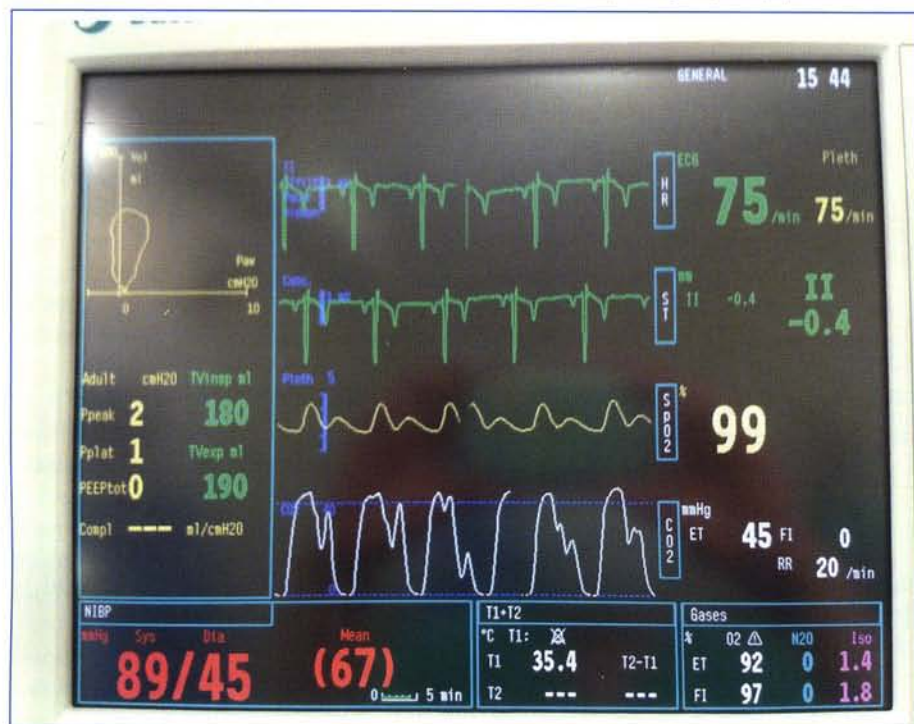 GENERAL 15 44
Vol
ml
Paw
cmH2O
0 10
HR
ECG
75 /min
Pleth
75 /min
ST
mm
II -0.4
II
-0.4
Adult cmH2O TVinsp ml
Ppeak 2 180
Pplat 1 TVexp ml
PEEPtot 0 190
Compl --- ml/cmH2O
Pleth 5
SpO2
%
99
CO2
mmHg
ET 45 FI 0
RR 20 /min
0
NIBP
mmHg Sys Dia Mean
89/45 (67)
0 5 min
T1+T2
°C T1:
T1 35.4 T2-T1
T2 --- ---
Gases
% O2 N2O Iso
ET 92 0 1.4
FI 97 0 1.8